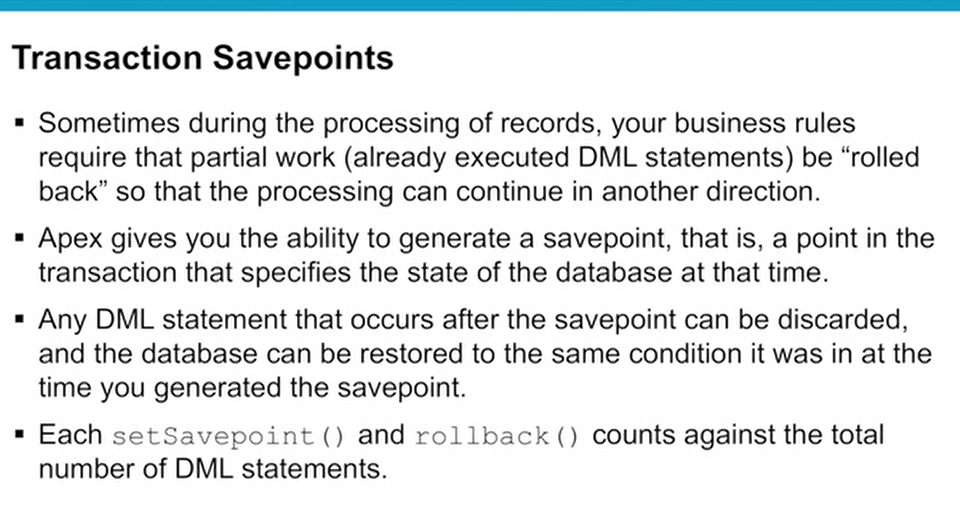 Transaction Savepoints
▪ Sometimes during the processing of records, your business rules
require that partial work (already executed DML statements) be “rolled
back” so that the processing can continue in another direction.
▪ Apex gives you the ability to generate a savepoint, that is, a point in the
transaction that specifies the state of the database at that time.
▪ Any DML statement that occurs after the savepoint can be discarded,
and the database can be restored to the same condition it was in at the
time you generated the savepoint.
▪ Each setSavepoint() and rollback() counts against the total
number of DML statements.